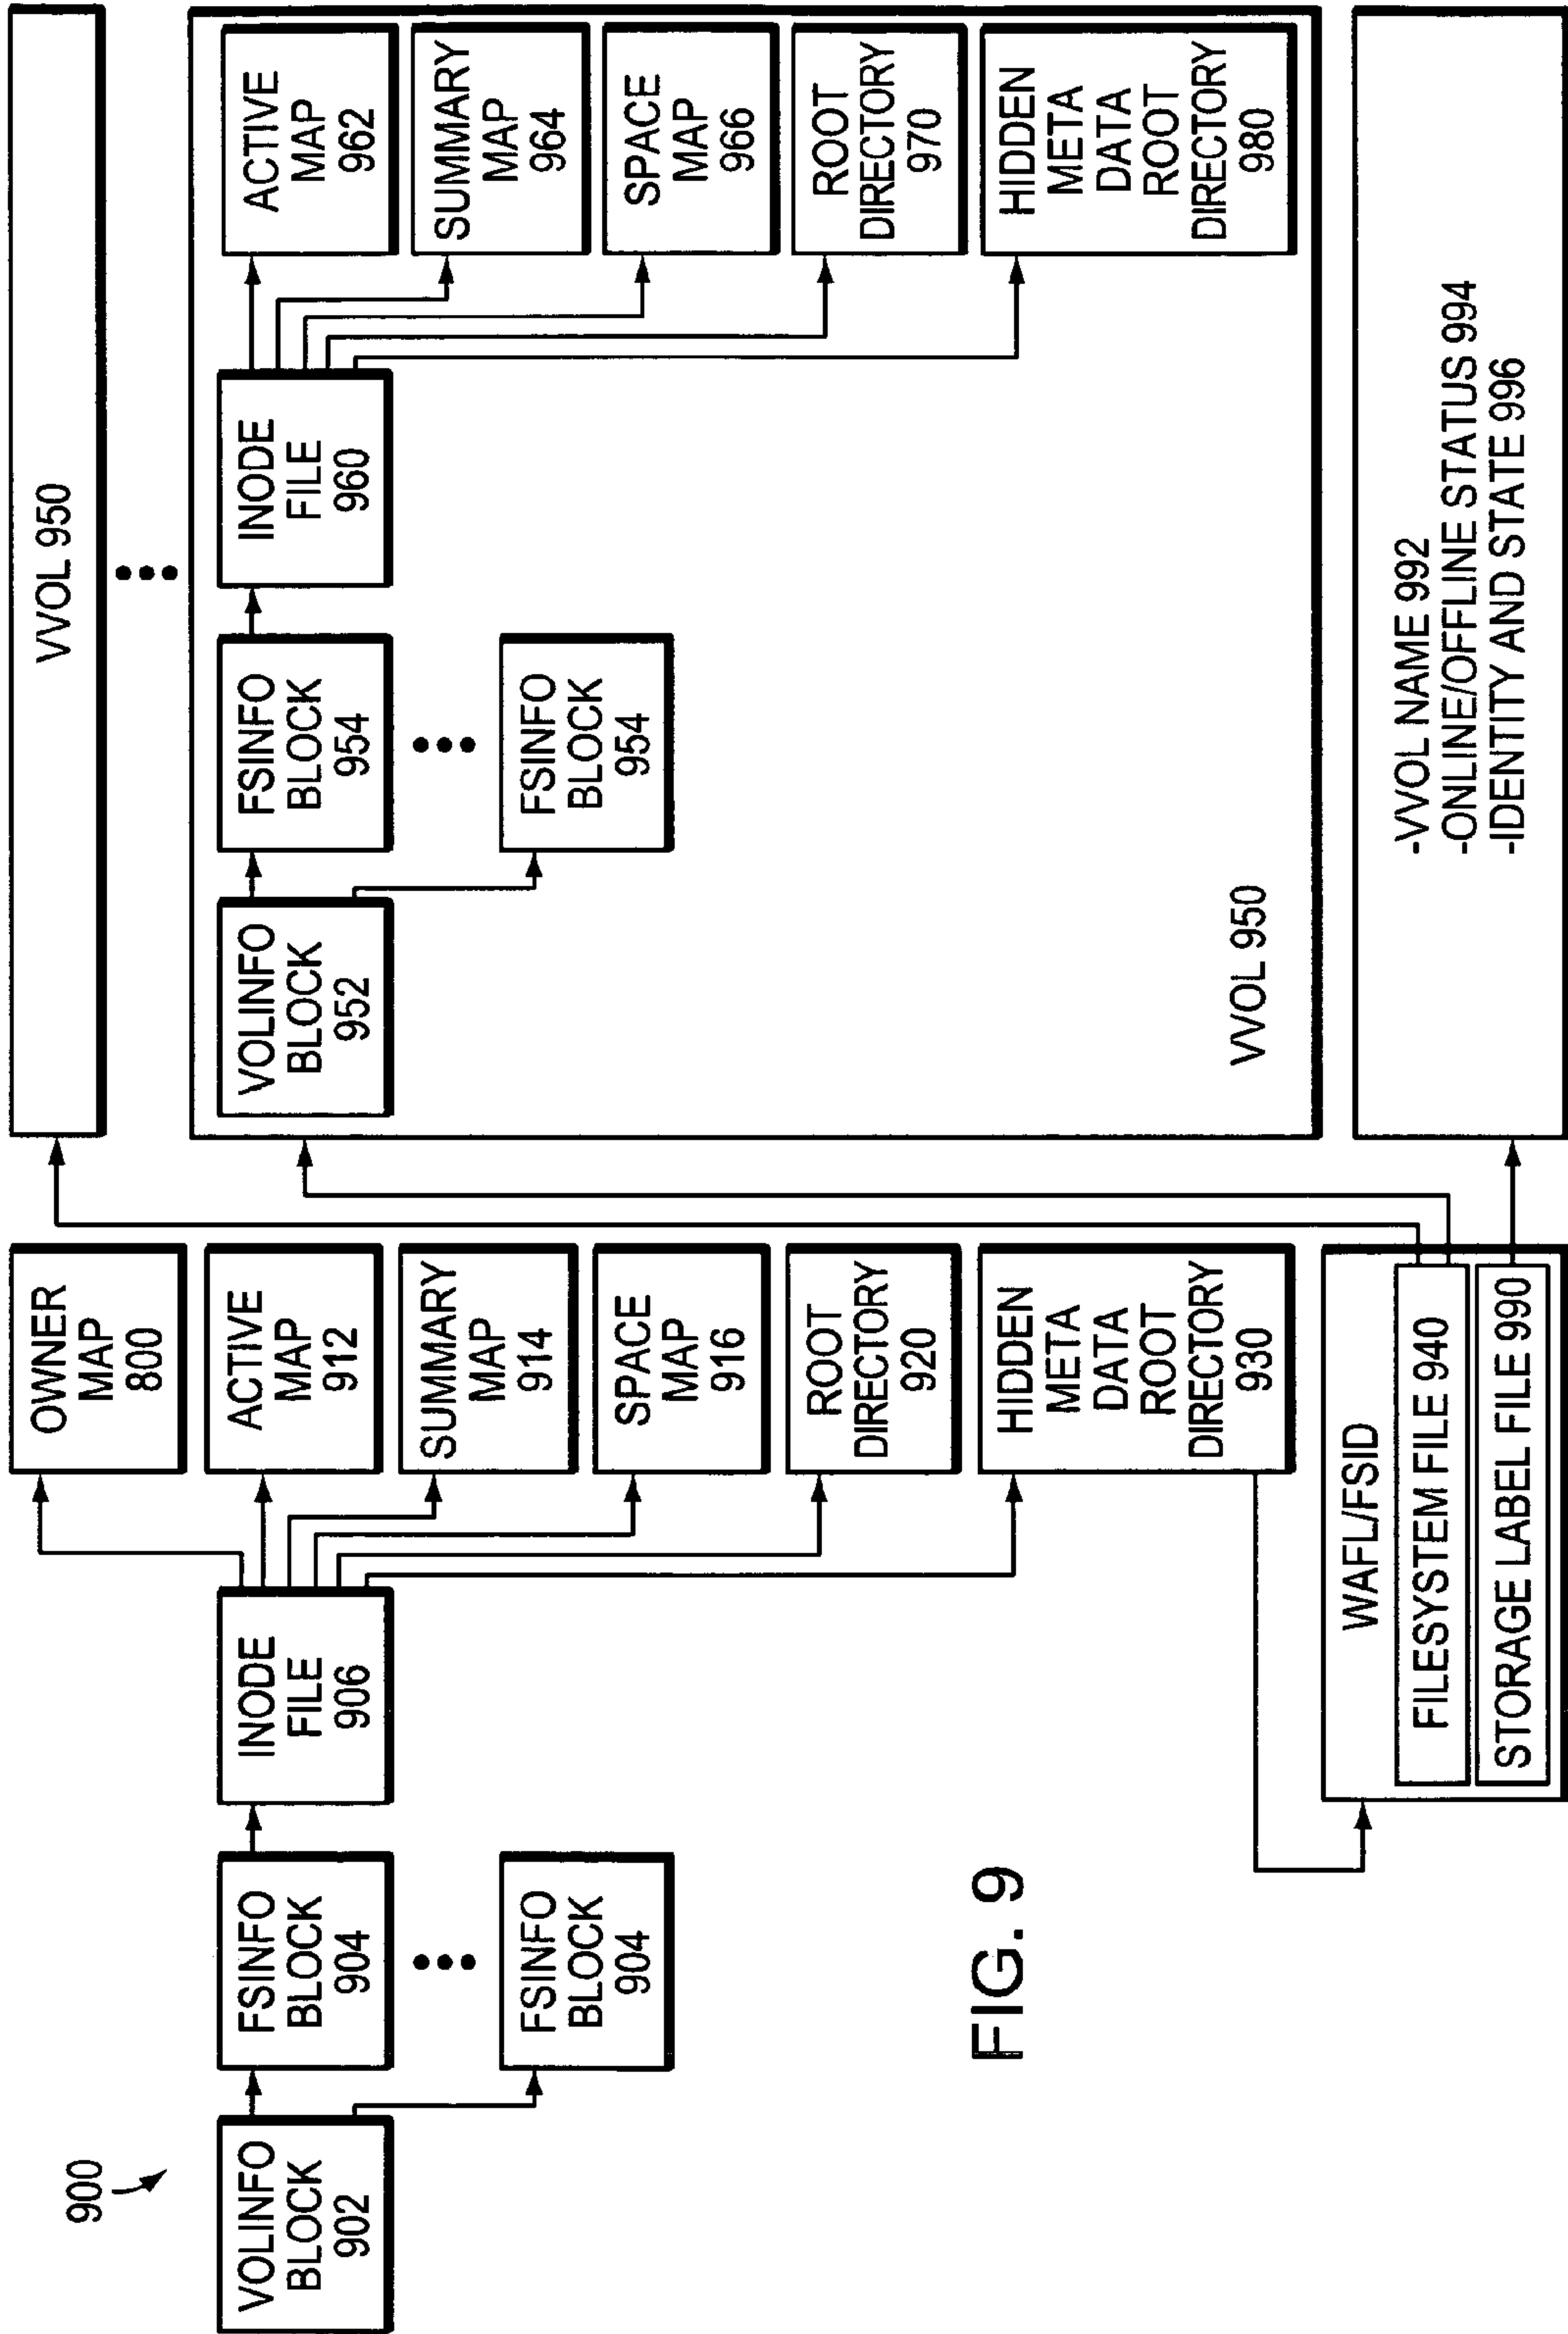 900
VOLINFO
BLOCK
902
FSINFO
BLOCK
904
FSINFO
BLOCK
904
INODE
FILE
906
OWNER
MAP
800
ACTIVE
MAP
912
SUMMARY
MAP
914
SPACE
MAP
916
ROOT
DIRECTORY
920
HIDDEN
META
DATA
ROOT
DIRECTORY
930
WAFL/FSID
FILESYSTEM FILE 940
STORAGE LABEL FILE 990
VVOL 950
VOLINFO
BLOCK
952
FSINFO
BLOCK
954
FSINFO
BLOCK
954
INODE
FILE
960
ACTIVE
MAP
962
SUMMARY
MAP
964
SPACE
MAP
966
ROOT
DIRECTORY
970
HIDDEN
META
DATA
ROOT
DIRECTORY
980
VVOL 950
-VVOL NAME 992
-ONLINE/OFFLINE STATUS 994
-IDENTITY AND STATE 996
FIG. 9